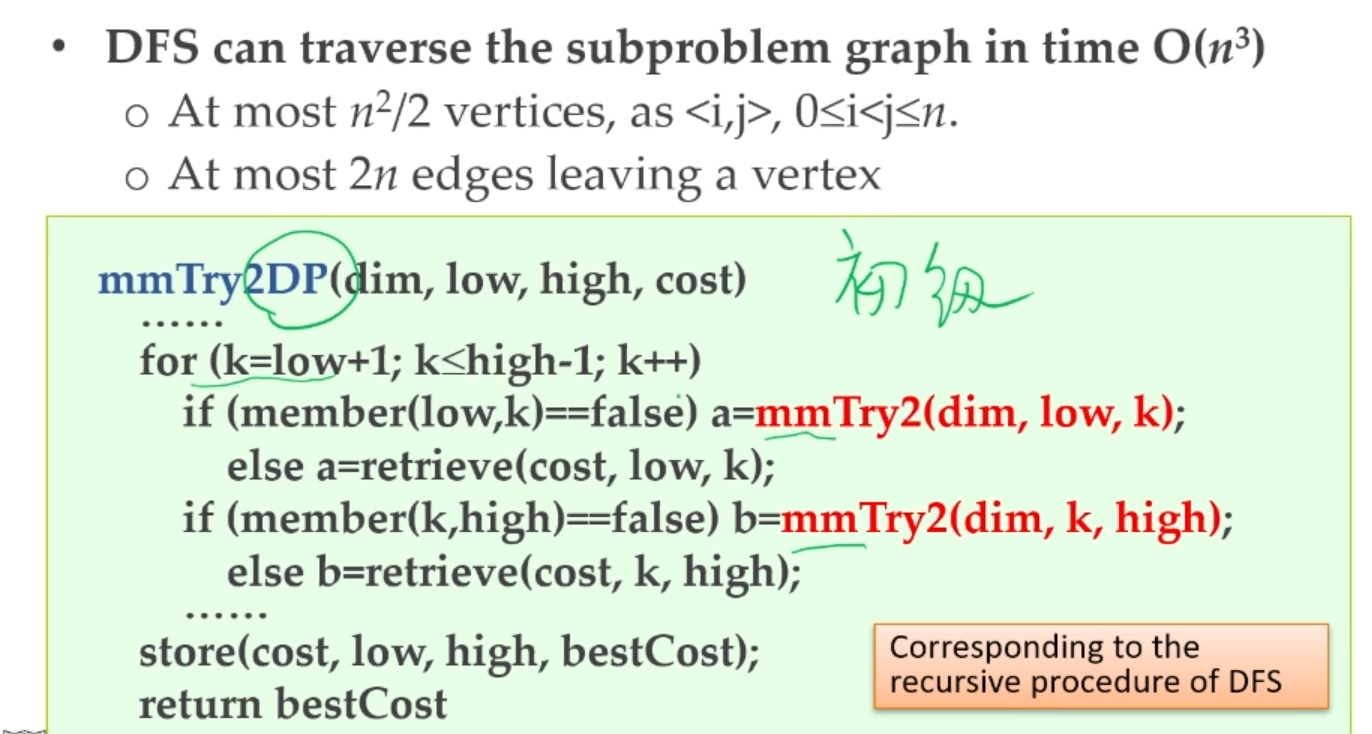 • DFS can traverse the subproblem graph in time O(n³)
o At most n²/2 vertices, as <i,j>, 0≤i<j≤n.
o At most 2n edges leaving a vertex
mmTry2DP(dim, low, high, cost) 初级
……
for (k=low+1; k≤high-1; k++)
if (member(low,k)==false) a=mmTry2(dim, low, k);
else a=retrieve(cost, low, k);
if (member(k,high)==false) b=mmTry2(dim, k, high);
else b=retrieve(cost, k, high);
……
store(cost, low, high, bestCost);
return bestCost
Corresponding to the
recursive procedure of DFS